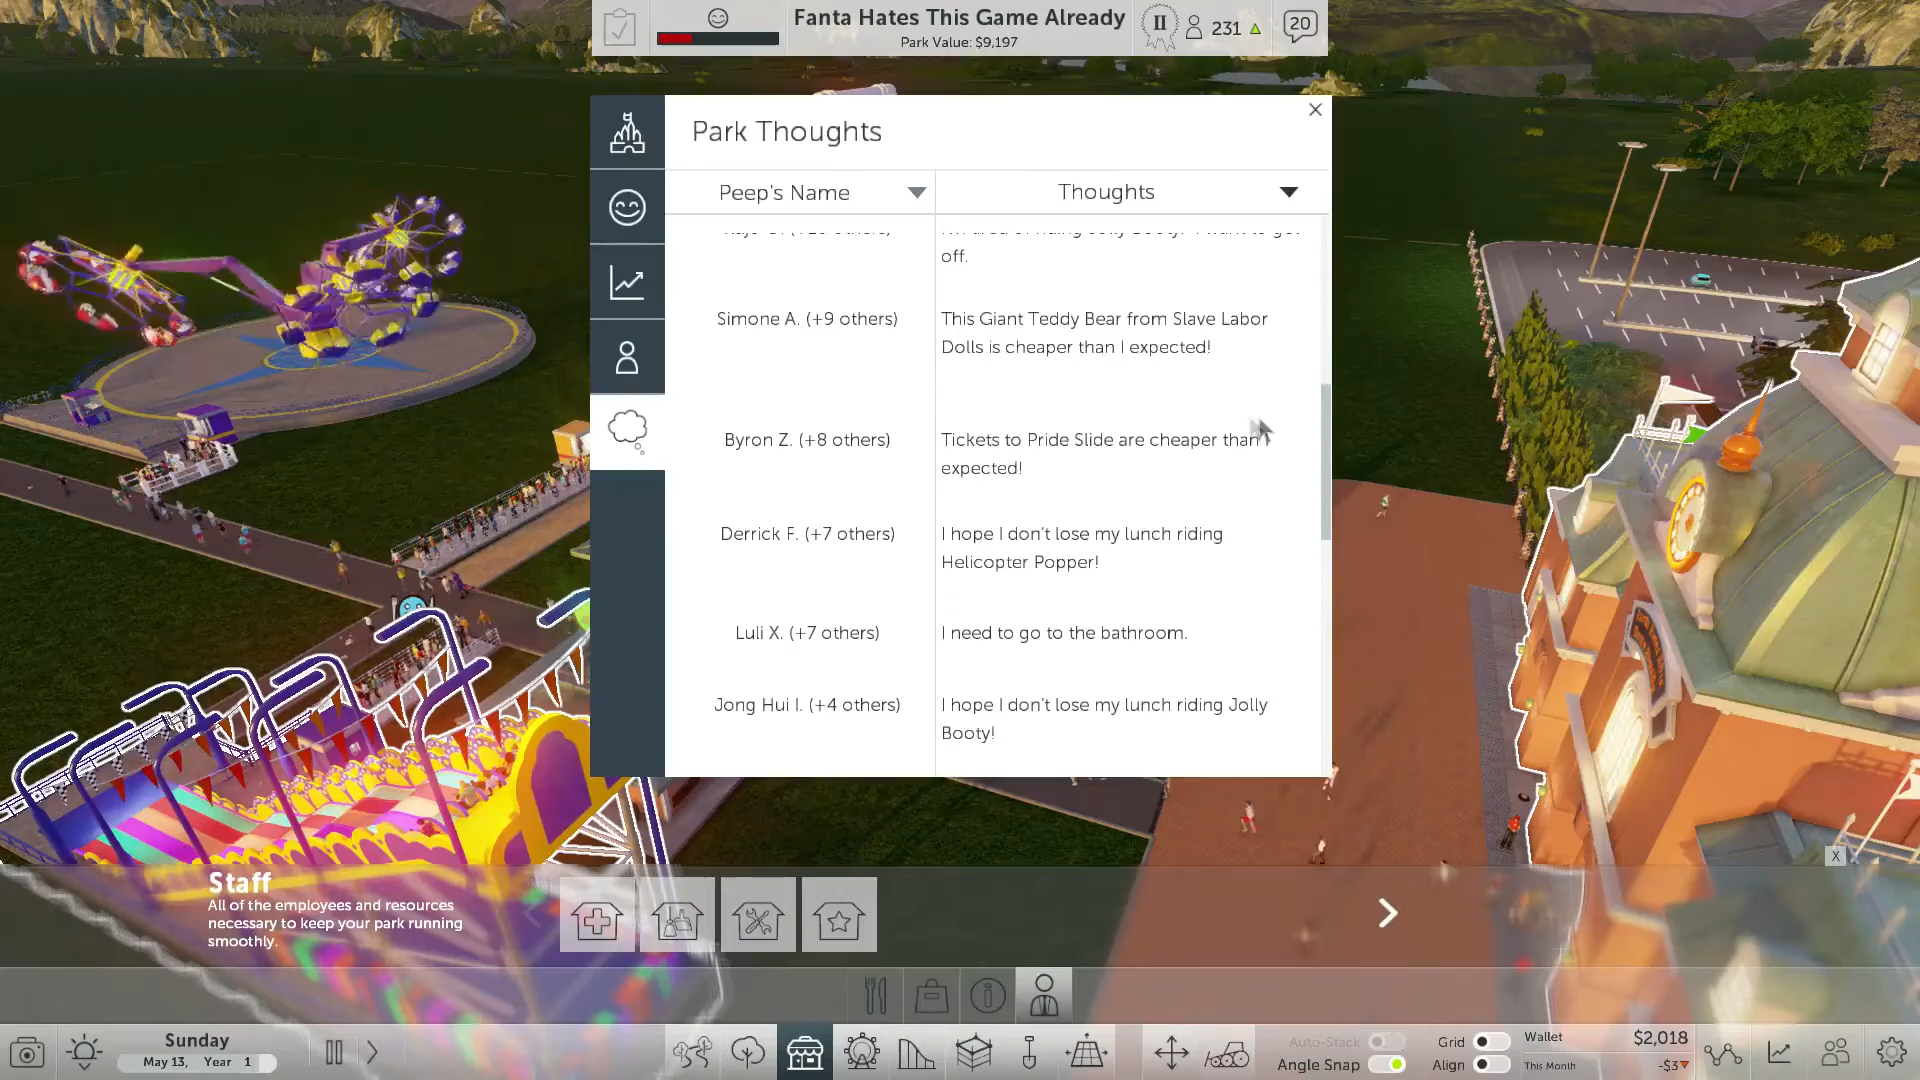 Fanta Hates This Game Already
Park Value: $9,197
II
231
20
Park Thoughts
Peep's Name
Thoughts
off.
Simone A. (+9 others)
This Giant Teddy Bear from Slave Labor
Dolls is cheaper than I expected!
Byron Z. (+8 others)
Tickets to Pride Slide are cheaper than
expected!
Derrick F. (+7 others)
I hope I don't lose my lunch riding
Helicopter Popper!
Luli X. (+7 others)
I need to go to the bathroom.
Jong Hui I. (+4 others)
I hope I don't lose my lunch riding Jolly
Booty!
X
Staff
All of the employees and resources
necessary to keep your park running
smoothly.
Sunday
May 13, Year 1
Auto-Stack
Angle Snap
Grid
Align
Wallet
$2,018
This Month
-$3